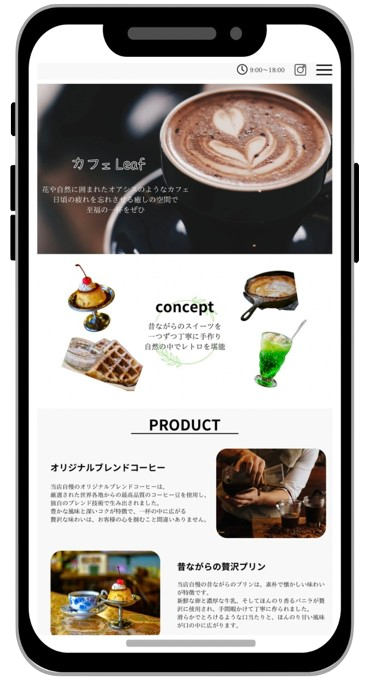 9:00～18:00
カフェ Leaf
花や自然に囲まれたオアシスのようなカフェ
日頃の疲れを忘れさせる癒しの空間で
至福の一杯をぜひ
concept
昔ながらのスイーツを
一つずつ丁寧に手作り
自然の中でレトロを堪能
PRODUCT
オリジナルブレンドコーヒー
当店自慢のオリジナルブレンドコーヒーは、
厳選された世界各地からの最高品質のコーヒー豆を使用し、
独自のブレンド技術で生み出されました。
豊かな風味と深いコクが特徴で、一杯の中に広がる
贅沢な味わいは、お客様の心を掴むこと間違いありません。
昔ながらの贅沢プリン
当店自慢の昔ながらのプリンは、素朴で懐かしい味わい
が特徴です。
新鮮な卵と濃厚な牛乳、そしてほんのり香るバニラが贅
沢に使用され、手間暇かけて丁寧に作られました。
滑らかでとろけるような口当たりと、ほんのり甘い風味
が口の中に広がります。